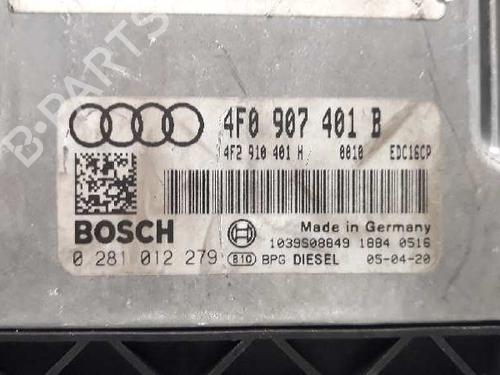 B-PARTS
4F0 907 401 B
4F2 910 401 H 0010 EDC16CP
BOSCH
Made in Germany
1039S08849 1884 0516
0 281 012 279 B10 BPG DIESEL 05-04-20